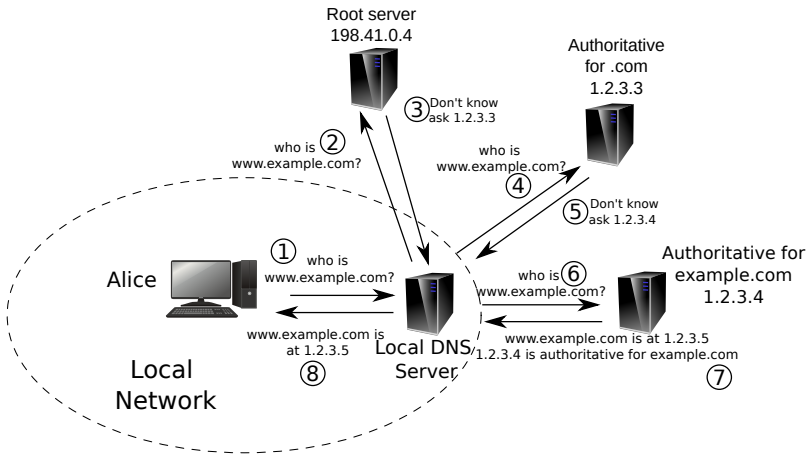 Root server
198.41.0.4
Authoritative
for .com
1.2.3.3
③ Don't know
ask 1.2.3.3
who is ②
www.example.com?
who is
www.example.com?
④
⑤ Don't know
ask 1.2.3.4
①
who is
www.example.com?
Alice
who is ⑥
www.example.com?
Authoritative for
example.com
1.2.3.4
www.example.com is
at 1.2.3.5
⑧
Local DNS
Server
www.example.com is at 1.2.3.5
1.2.3.4 is authoritative for example.com
⑦
Local
Network